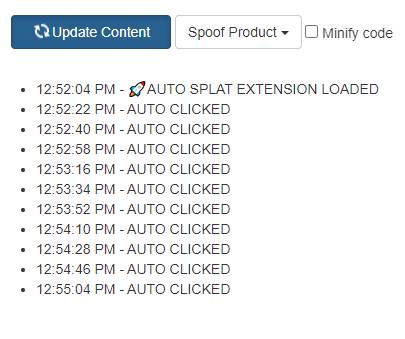 Update Content Spoof Product Minify code
12:52:04 PM - 🚀AUTO SPLAT EXTENSION LOADED
12:52:22 PM - AUTO CLICKED
12:52:40 PM - AUTO CLICKED
12:52:58 PM - AUTO CLICKED
12:53:16 PM - AUTO CLICKED
12:53:34 PM - AUTO CLICKED
12:53:52 PM - AUTO CLICKED
12:54:10 PM - AUTO CLICKED
12:54:28 PM - AUTO CLICKED
12:54:46 PM - AUTO CLICKED
12:55:04 PM - AUTO CLICKED